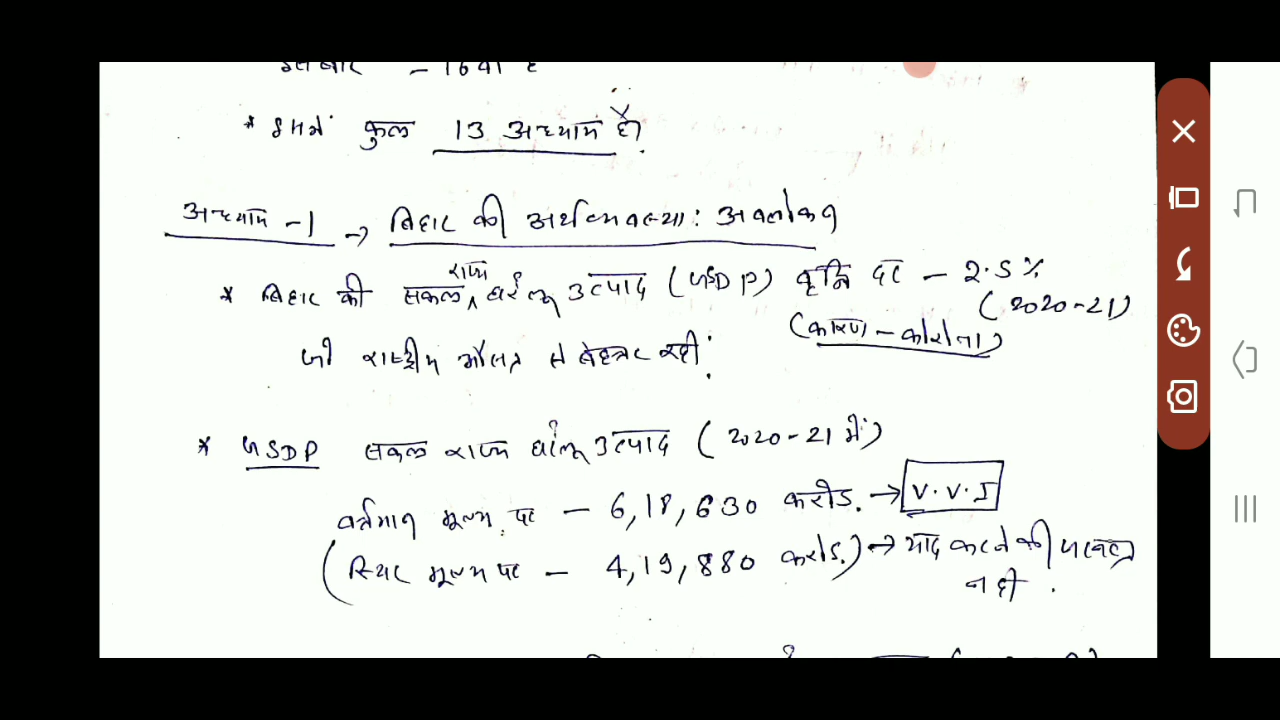 * इसमें कुल 13 अध्याय है।
अध्याय -1 → बिहार की अर्थव्यवस्था: अवलोकन
* बिहार की सकल राज्य घरेलू उत्पाद (GSDP) वृद्धि दर - 2.5%
(2020-21)
(कारण - कोरोना)
जो राष्ट्रीय औसत से बेहतर रही।
* GSDP सकल राज्य घरेलू उत्पाद (2020-21 में)
वर्तमान मूल्य पर - 6,18,630 करोड. → V.V.I
(स्थिर मूल्य पर - 4,19,880 करोड.) → याद करने की जरूरत
नही.